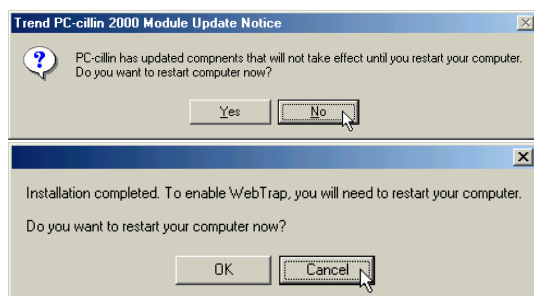 Trend PC-cillin 2000 Module Update Notice
PC-cillin has updated compnents that will not take effect until you restart your computer.
Do you want to restart computer now?
Yes No
Installation completed. To enable WebTrap, you will need to restart your computer.
Do you want to restart your computer now?
OK Cancel